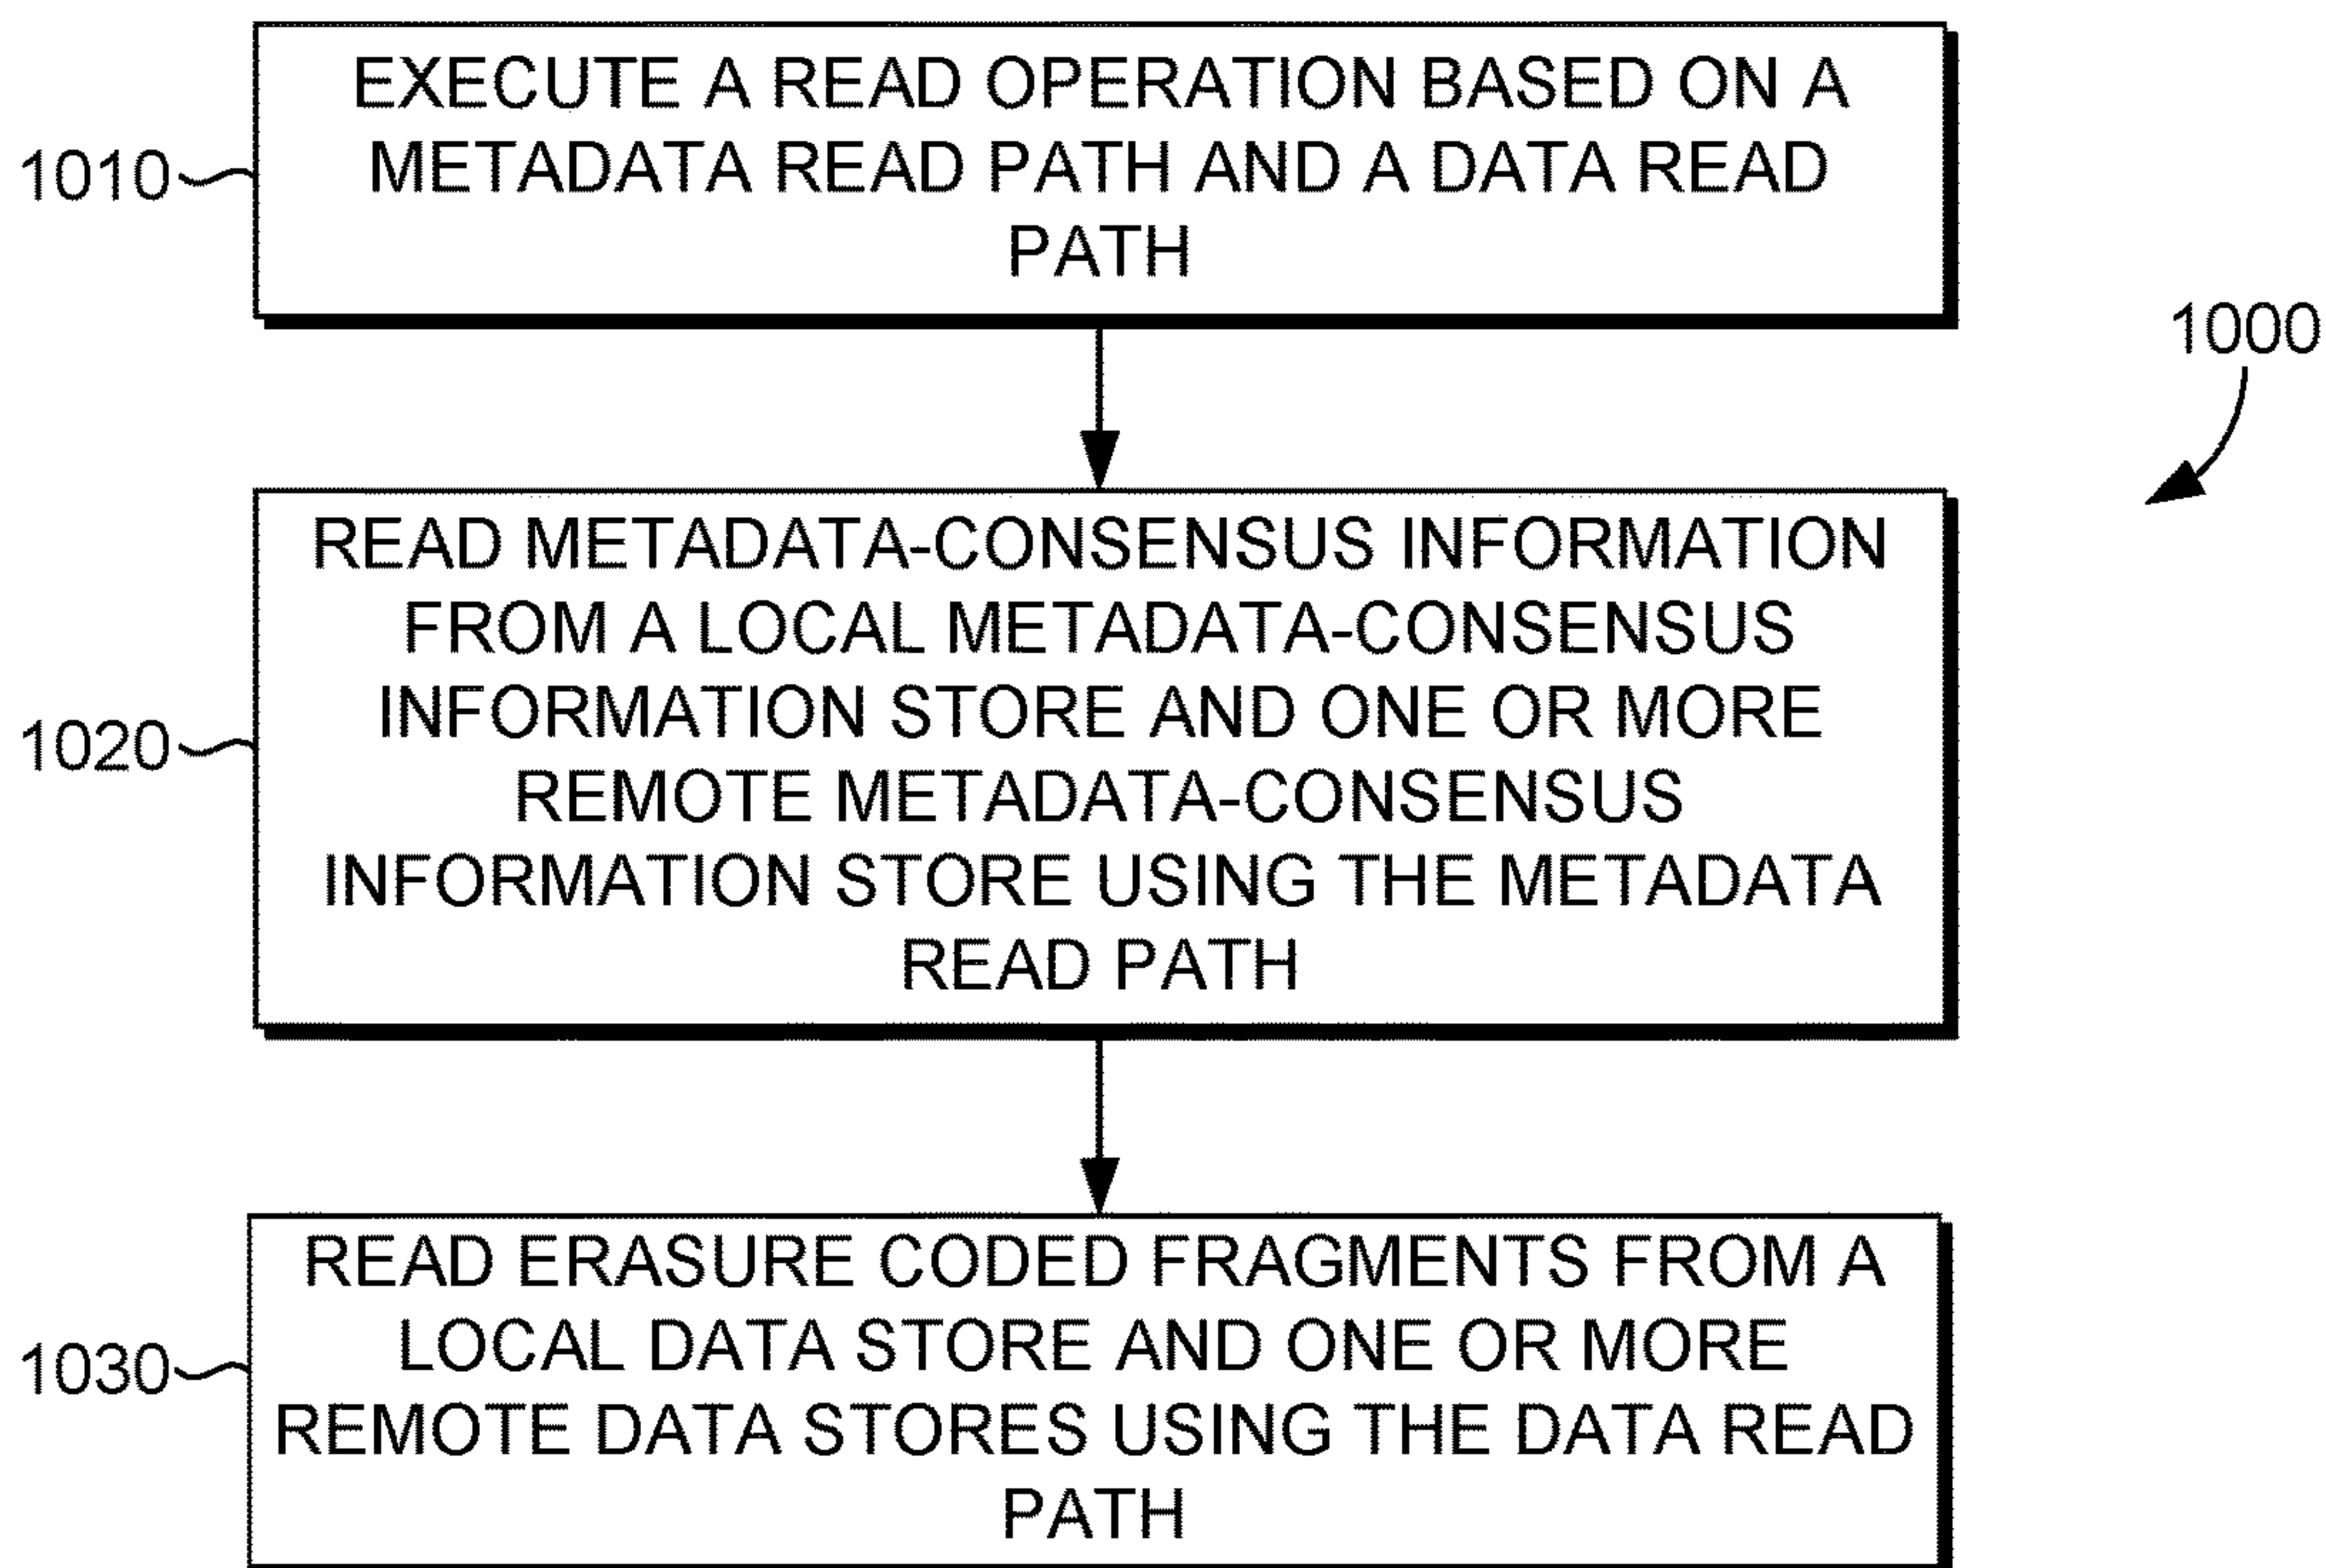 EXECUTE A READ OPERATION BASED ON A
METADATA READ PATH AND A DATA READ
PATH
1010
1000
READ METADATA-CONSENSUS INFORMATION
FROM A LOCAL METADATA-CONSENSUS
INFORMATION STORE AND ONE OR MORE
REMOTE METADATA-CONSENSUS
INFORMATION STORE USING THE METADATA
READ PATH
1020
READ ERASURE CODED FRAGMENTS FROM A
LOCAL DATA STORE AND ONE OR MORE
REMOTE DATA STORES USING THE DATA READ
PATH
1030